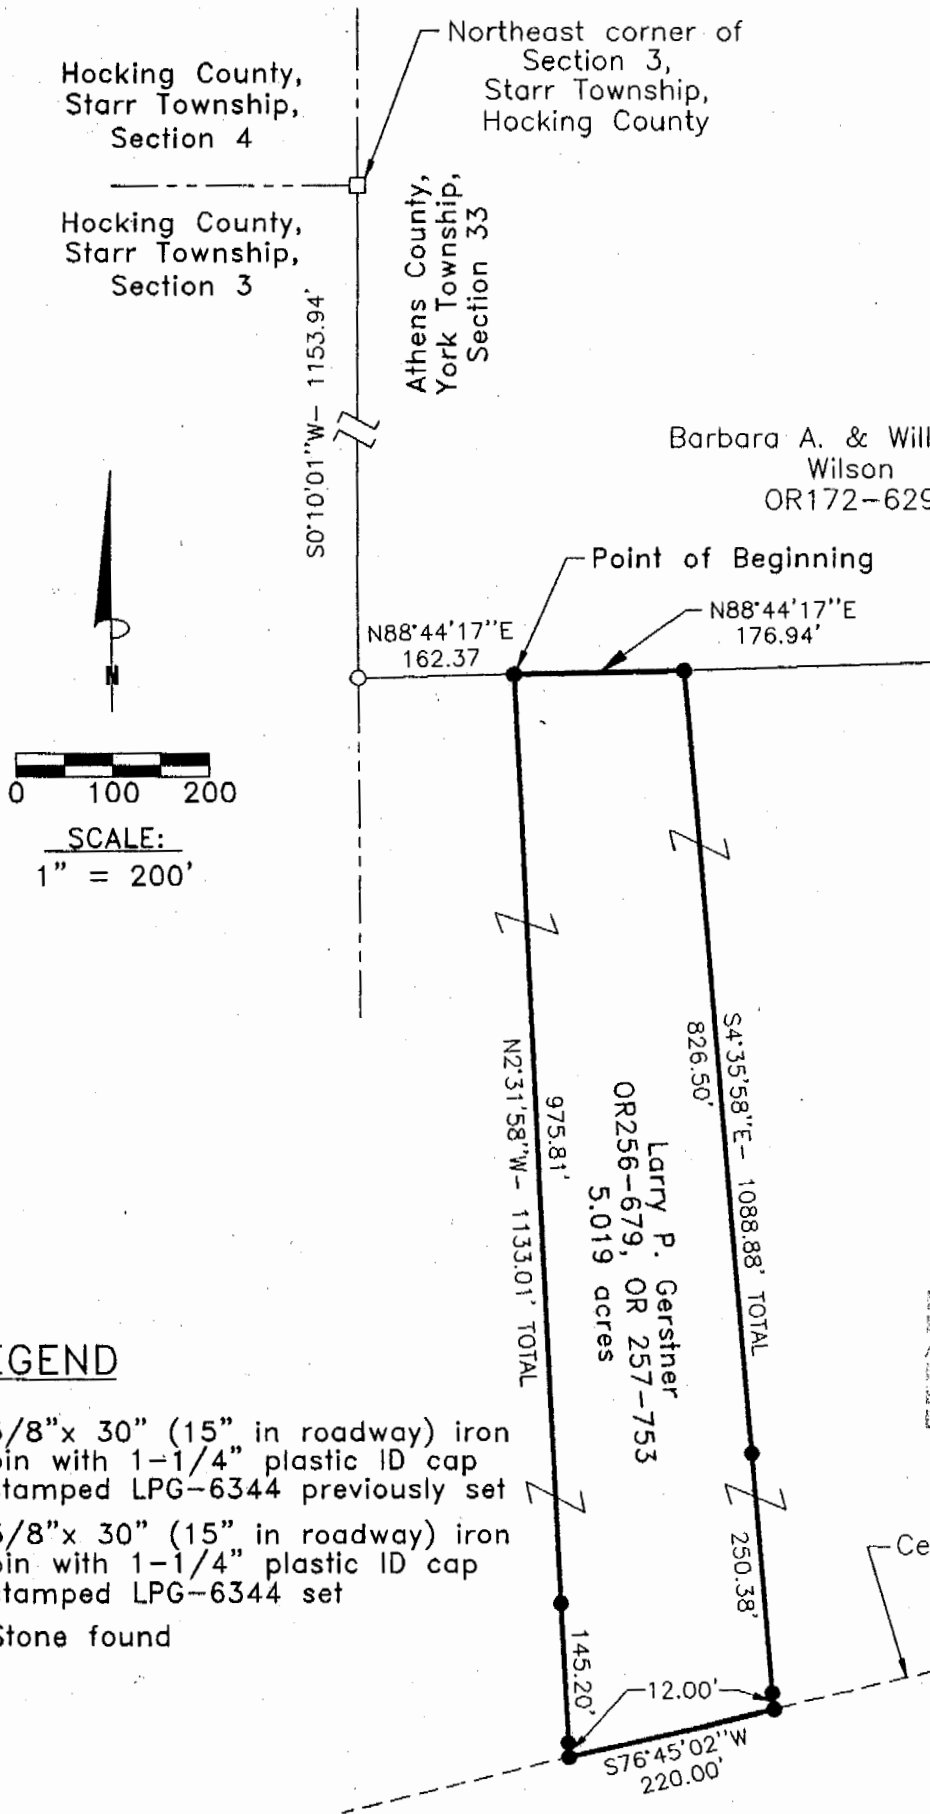 Northeast corner of
Section 3,
Starr Township,
Hocking County
Hocking County,
Starr Township,
Section 4
Hocking County,
Starr Township,
Section 3
Athens County,
York Township,
Section 33
S0°10'01"W- 1153.94'
Barbara A. & Will
Wilson
OR172-629
Point of Beginning
N88°44'17"E
162.37
N88°44'17"E
176.94'
N
0 100 200
SCALE:
1" = 200'
S4°35'58"E- 1088.88' TOTAL
826.50'
Larry P. Gerstner
OR256-679, OR 257-753
5.019 acres
975.81'
N2°31'58"W- 1133.01' TOTAL
EGEND
5/8"x 30" (15" in roadway) iron
pin with 1-1/4" plastic ID cap
stamped LPG-6344 previously set
5/8"x 30" (15" in roadway) iron
pin with 1-1/4" plastic ID cap
stamped LPG-6344 set
Stone found
250.38'
Ce
145.20'
12.00'
S76°45'02"W
220.00'